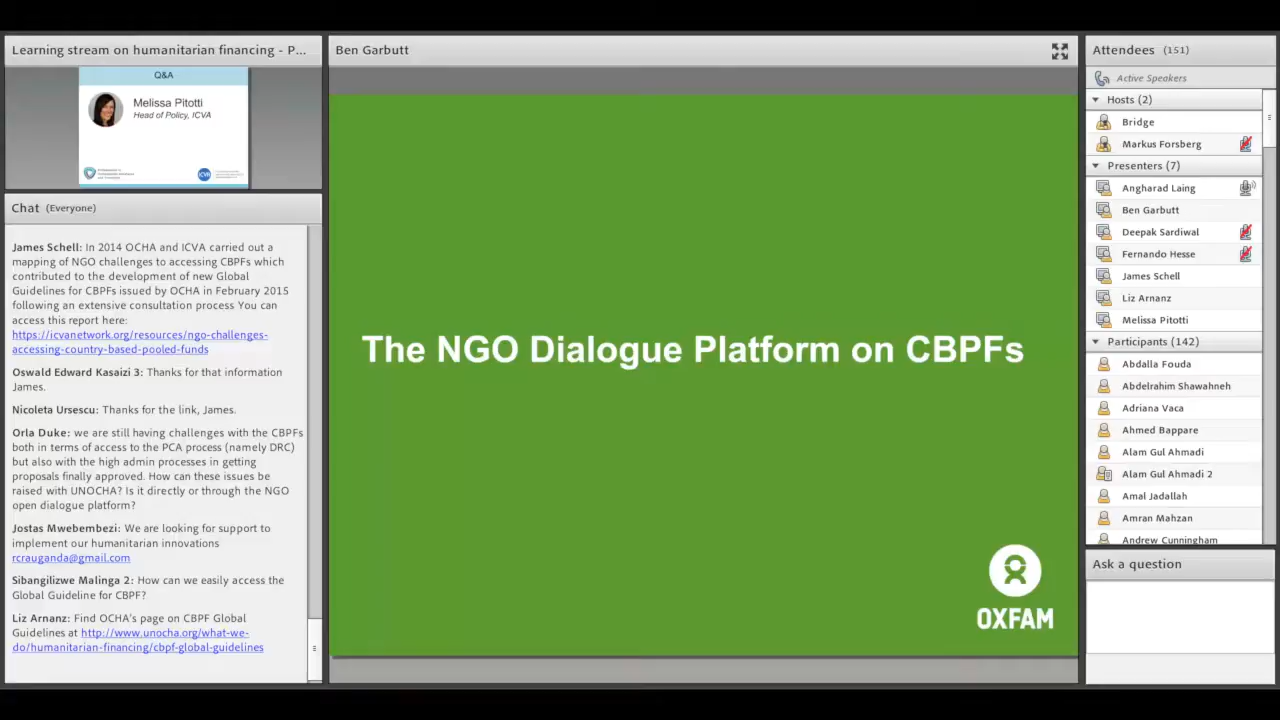 Learning stream on humanitarian financing - P...
Q&A
Melissa Pitotti
Head of Policy, ICVA
ICVA
Chat (Everyone)
James Schell: In 2014 OCHA and ICVA carried out a
mapping of NGO challenges to accessing CBPFs which
contributed to the development of new Global
Guidelines for CBPFs issued by OCHA in February 2015
following an extensive consultation process You can
access this report here:
https://icvanetwork.org/resources/ngo-challenges-
accessing-country-based-pooled-funds
Oswald Edward Kasaizi 3: Thanks for that information
James.
Nicoleta Ursescu: Thanks for the link, James.
Orla Duke: we are still having challenges with the CBPFs
both in terms of access to the PCA process (namely DRC)
but also with the high admin processes in getting
proposals finally approved. How can these issues be
raised with UNOCHA? Is it directly or through the NGO
open dialogue platform?
Jostas Mwebembezi: We are looking for support to
implement our humanitarian innovations
rcrauganda@gmail.com
Sibangilizwe Malinga 2: How can we easily access the
Global Guideline for CBPF?
Liz Arnanz: Find OCHA's page on CBPF Global
Guidelines at http://www.unocha.org/what-we-
do/humanitarian-financing/cbpf-global-guidelines
Ben Garbutt
The NGO Dialogue Platform on CBPFs
OXFAM
Attendees (151)
Active Speakers
Hosts (2)
Bridge
Markus Forsberg
Presenters (7)
Angharad Laing
Ben Garbutt
Deepak Sardiwal
Fernando Hesse
James Schell
Liz Arnanz
Melissa Pitotti
Participants (142)
Abdalla Fouda
Abdelrahim Shawahneh
Adriana Vaca
Ahmed Bappare
Alam Gul Ahmadi
Alam Gul Ahmadi 2
Amal Jadallah
Amran Mahzan
Andrew Cunningham
Ask a question